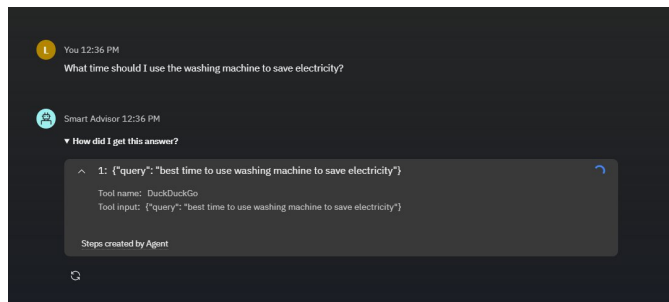 L
You 12:36 PM
What time should I use the washing machine to save electricity?
Smart Advisor 12:36 PM
▼ How did I get this answer?
1: {"query": "best time to use washing machine to save electricity"}
Tool name: DuckDuckGo
Tool input: {"query": "best time to use washing machine to save electricity"}
Steps created by Agent